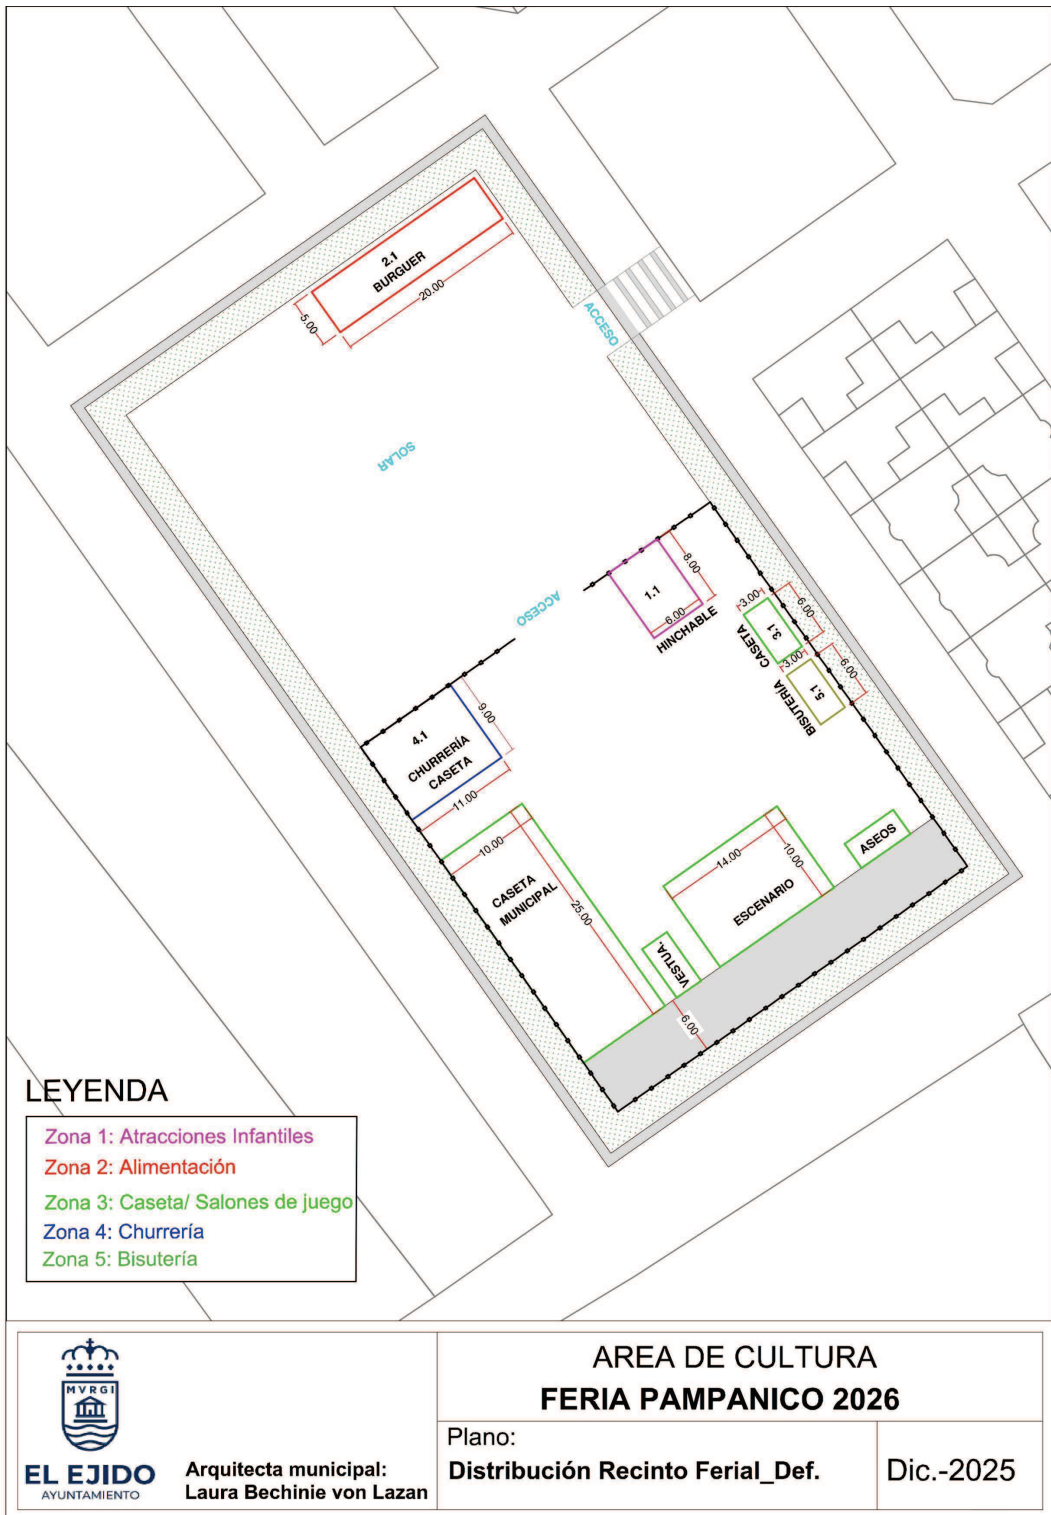 2.1
BURGUER
20.00
5.00
ACCESO
SOLAR
ACCESO
1.1
8.00
6.00
HINCHABLE
3.00
6.00
3.1
CASETA
3.00
6.00
5.1
BISUTERÍA
4.1
CHURRERÍA
CASETA
9.00
11.00
10.00
CASETA
MUNICIPAL
25.00
14.00
10.00
ESCENARIO
ASEOS
VESTUA.
9.00
LEYENDA
Zona 1: Atracciones Infantiles
Zona 2: Alimentación
Zona 3: Caseta/ Salones de juego
Zona 4: Churrería
Zona 5: Bisutería
MVRGI
EL EJIDO
AYUNTAMIENTO
Arquitecta municipal:
Laura Bechinie von Lazan
AREA DE CULTURA
FERIA PAMPANICO 2026
Plano:
Distribución Recinto Ferial_Def.
Dic.-2025